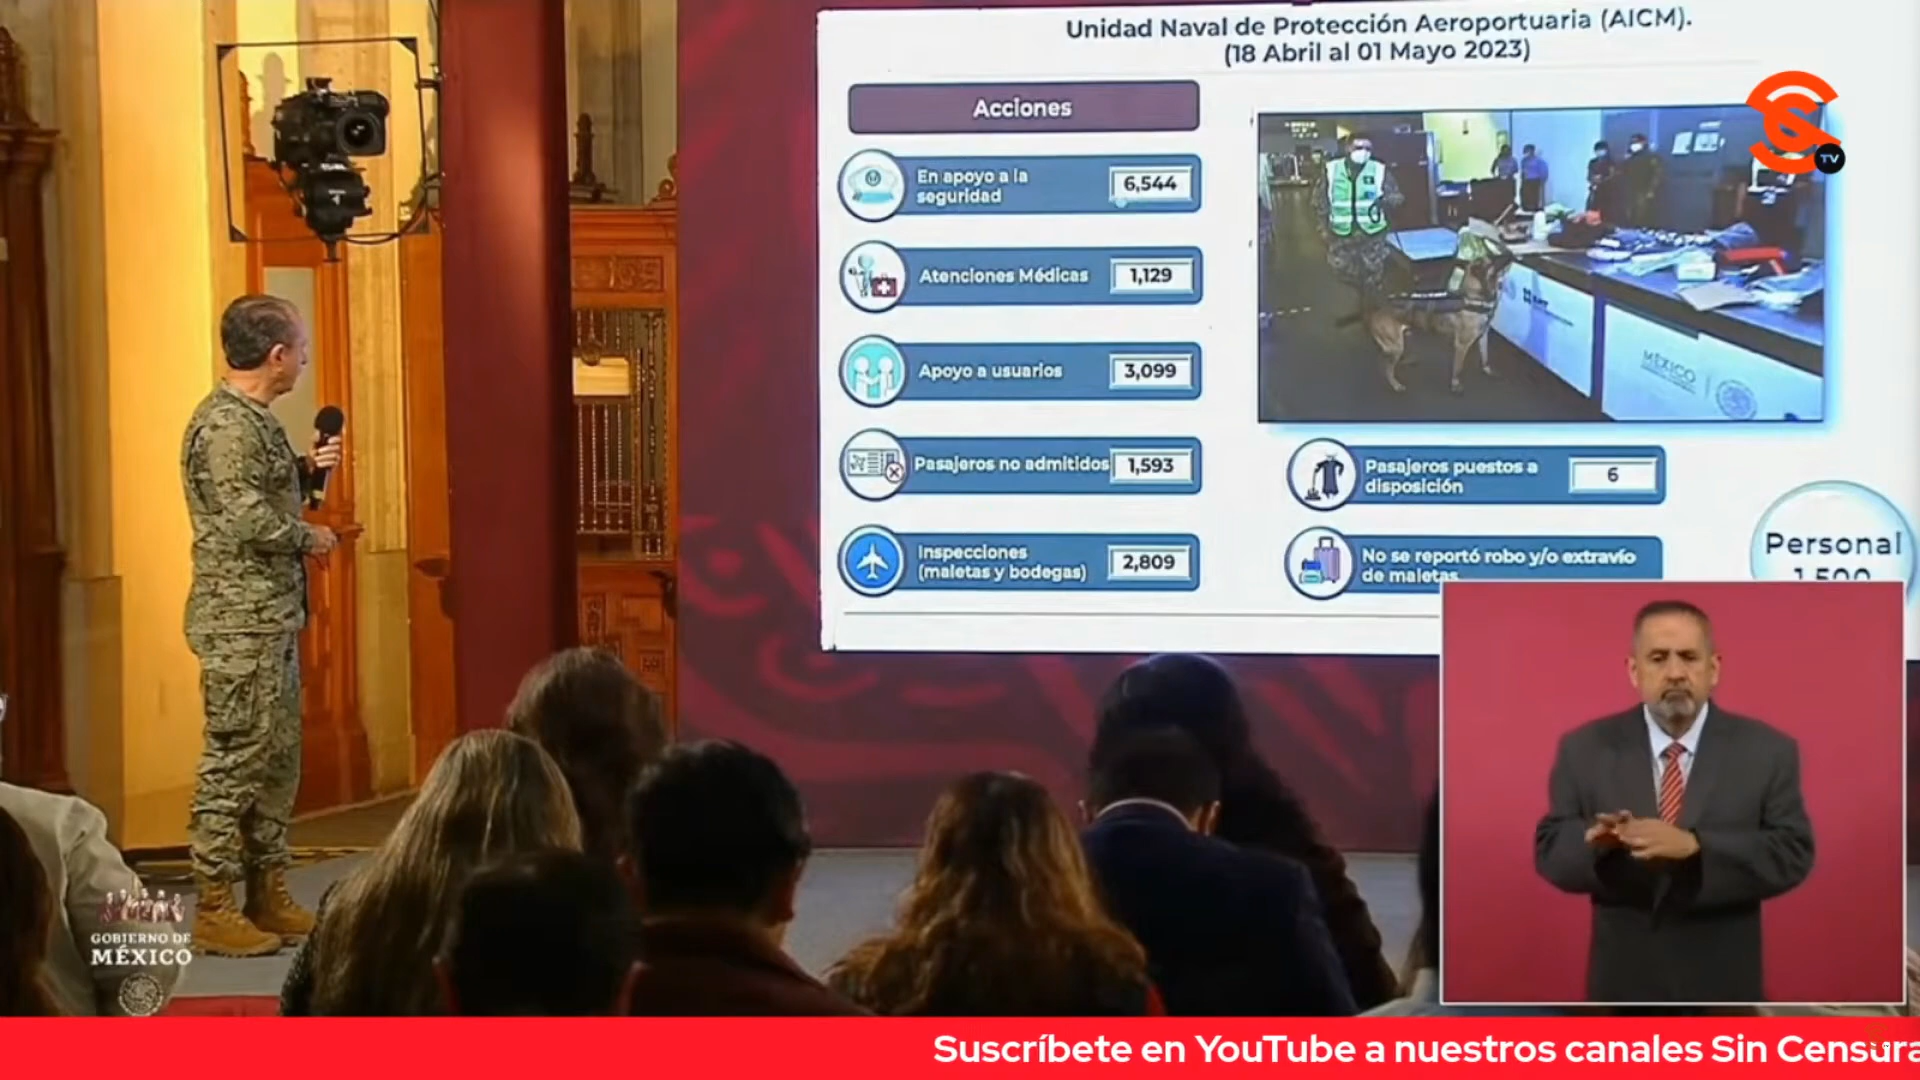 Unidad Naval de Protección Aeroportuaria (AICM).
(18 Abril al 01 Mayo 2023)
Acciones
En apoyo a la
seguridad
6,544
Atenciones Médicas
1,129
Apoyo a usuarios
3,099
Pasajeros no admitidos
1,593
Inspecciones
(maletas y bodegas)
2,809
MÉXICO
Pasajeros puestos a
disposición
6
No se reportó robo y/o extravío
de maletas
Personal
1,500
TV
GOBIERNO DE
MÉXICO
Suscríbete en YouTube a nuestros canales Sin Censura